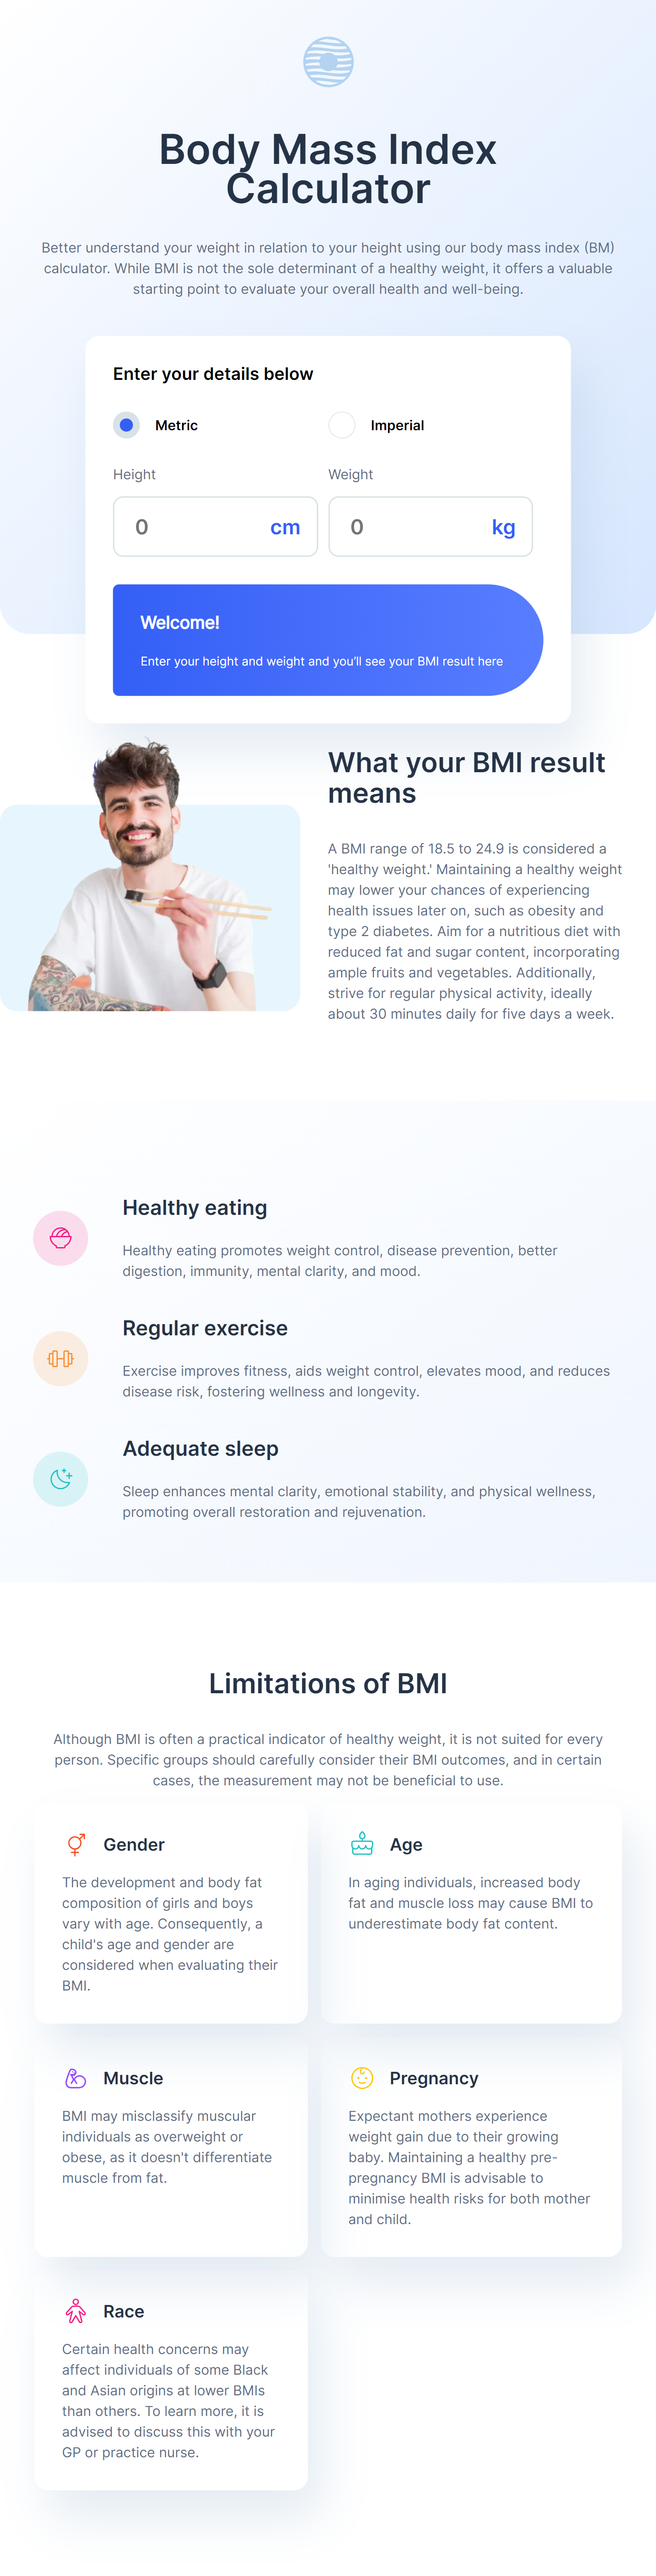 Body Mass Index
Calculator
Better understand your weight in relation to your height using our body mass index (BM)
calculator. While BMI is not the sole determinant of a healthy weight, it offers a valuable
starting point to evaluate your overall health and well-being.
Enter your details below
Metric
Imperial
Height
Weight
0 cm
0 kg
Welcome!
Enter your height and weight and you'll see your BMI result here
What your BMI result
means
A BMI range of 18.5 to 24.9 is considered a
'healthy weight.' Maintaining a healthy weight
may lower your chances of experiencing
health issues later on, such as obesity and
type 2 diabetes. Aim for a nutritious diet with
reduced fat and sugar content, incorporating
ample fruits and vegetables. Additionally,
strive for regular physical activity, ideally
about 30 minutes daily for five days a week.
Healthy eating
Healthy eating promotes weight control, disease prevention, better
digestion, immunity, mental clarity, and mood.
Regular exercise
Exercise improves fitness, aids weight control, elevates mood, and reduces
disease risk, fostering wellness and longevity.
Adequate sleep
Sleep enhances mental clarity, emotional stability, and physical wellness,
promoting overall restoration and rejuvenation.
Limitations of BMI
Although BMI is often a practical indicator of healthy weight, it is not suited for every
person. Specific groups should carefully consider their BMI outcomes, and in certain
cases, the measurement may not be beneficial to use.
Gender
The development and body fat
composition of girls and boys
vary with age. Consequently, a
child's age and gender are
considered when evaluating their
BMI.
Age
In aging individuals, increased body
fat and muscle loss may cause BMI to
underestimate body fat content.
Muscle
BMI may misclassify muscular
individuals as overweight or
obese, as it doesn't differentiate
muscle from fat.
Pregnancy
Expectant mothers experience
weight gain due to their growing
baby. Maintaining a healthy pre-
pregnancy BMI is advisable to
minimise health risks for both mother
and child.
Race
Certain health concerns may
affect individuals of some Black
and Asian origins at lower BMIs
than others. To learn more, it is
advised to discuss this with your
GP or practice nurse.